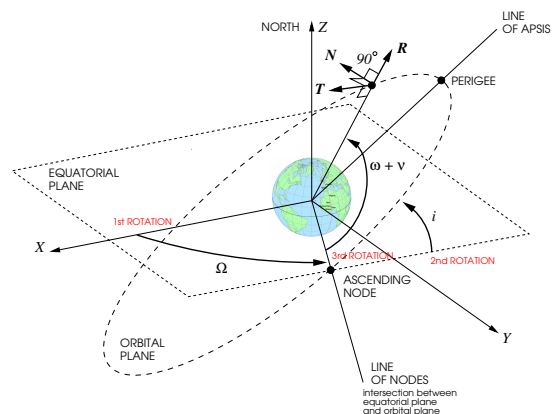 NORTH
Z
LINE
OF APSIS
N
90°
R
T
PERIGEE
EQUATORIAL
PLANE
ω + ν
1st ROTATION
i
X
Ω
3rd ROTATION
2nd ROTATION
ASCENDING
NODE
Y
ORBITAL
PLANE
LINE
OF NODES
intersection between
equatorial plane
and orbital plane